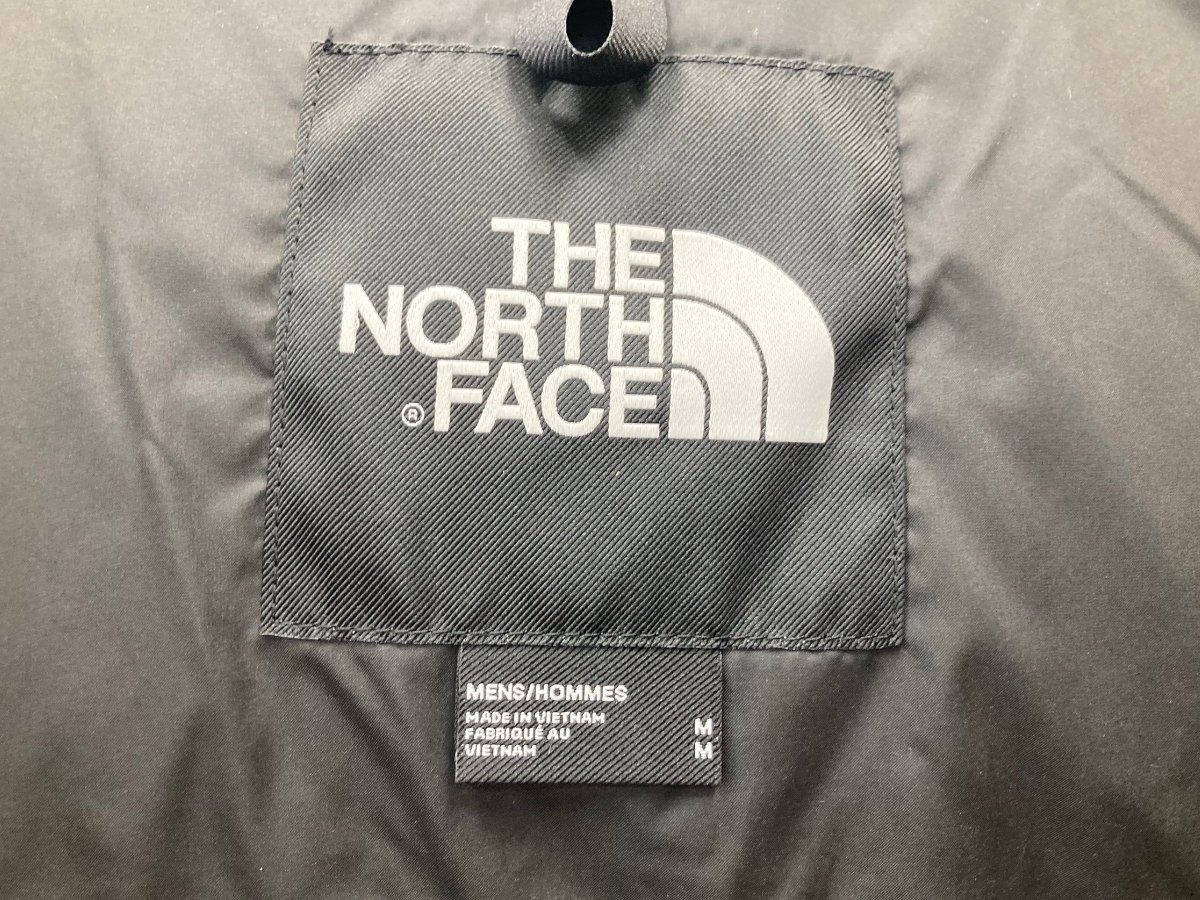 THE
NORTH
® FACE
MENS/HOMMES
MADE IN VIETNAM M
FABRIQUÉ AU
VIETNAM M